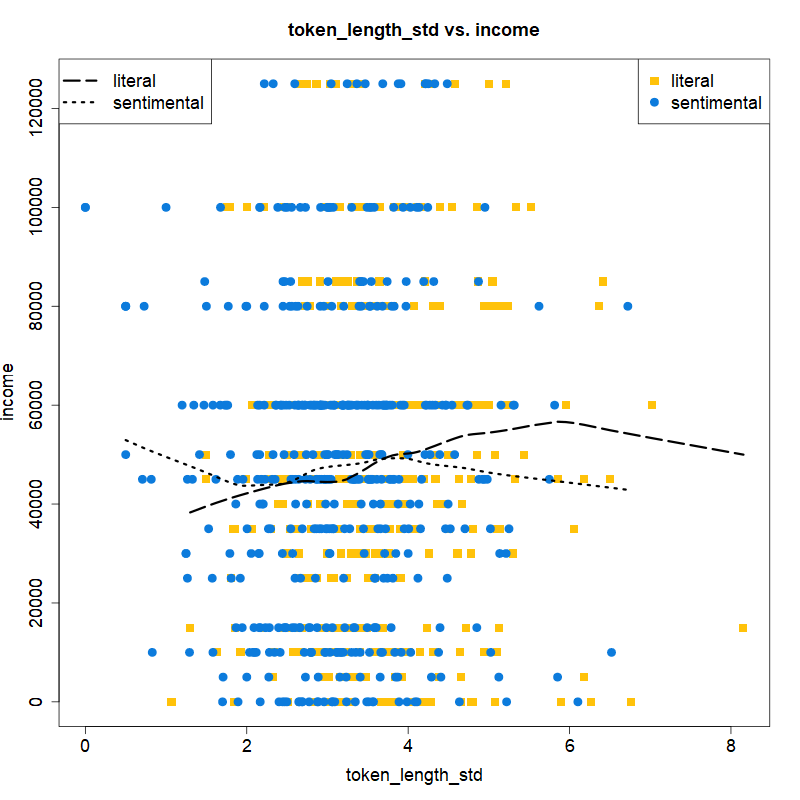 token_length_std vs. income
literal
sentimental
literal
sentimental
income
120000
100000
80000
60000
40000
20000
0
0 2 4 6 8
token_length_std